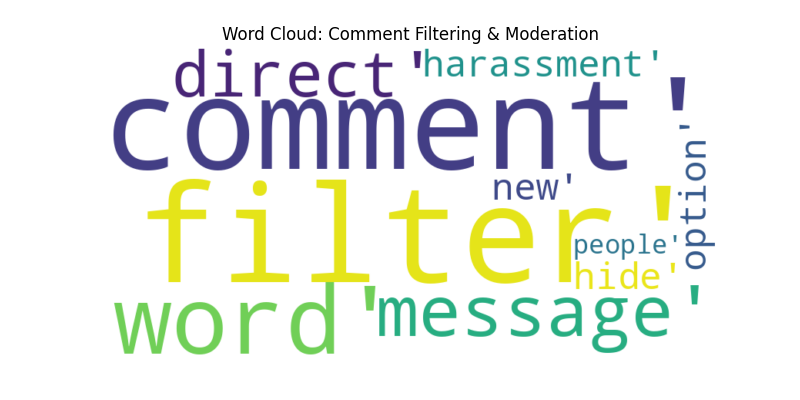 Word Cloud: Comment Filtering & Moderation
direct'
harassment'
comment'
option'
new'
filter'
people'
hide'
word'
message'